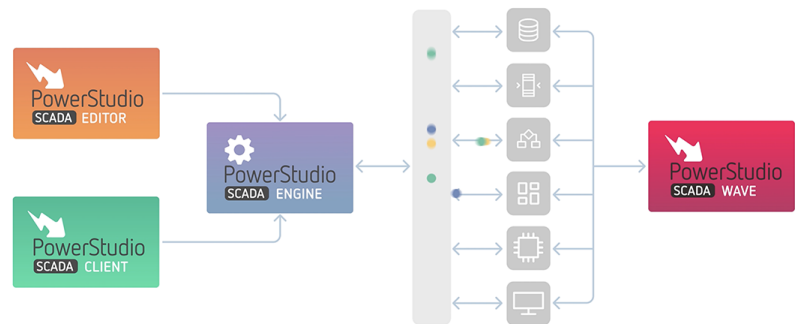 PowerStudio
SCADA EDITOR
PowerStudio
SCADA ENGINE
PowerStudio
SCADA CLIENT
PowerStudio
SCADA WAVE